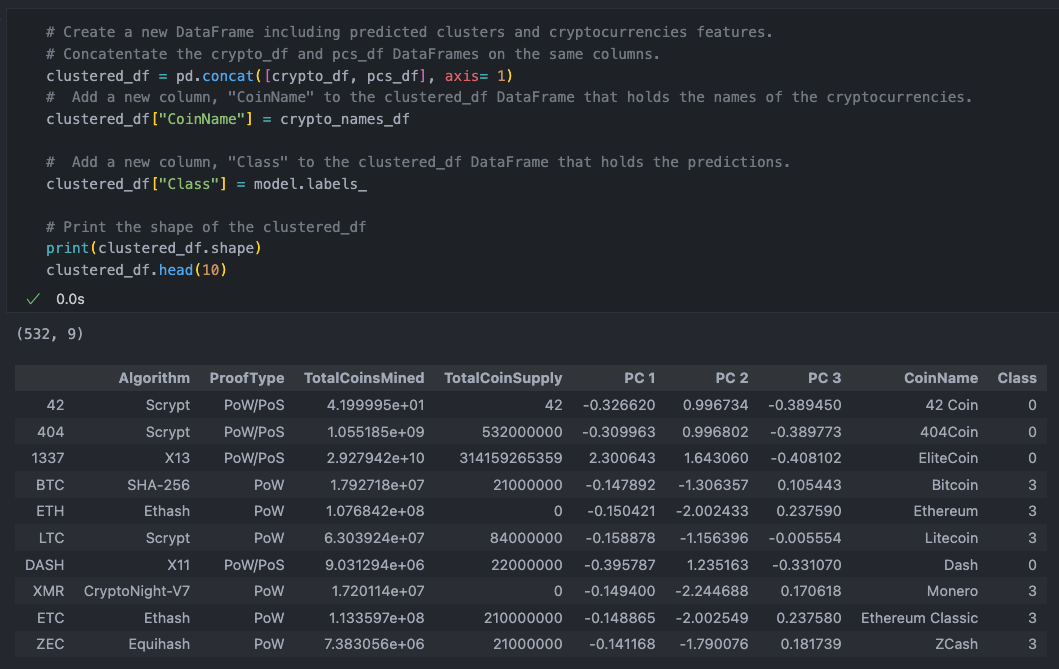 # Create a new DataFrame including predicted clusters and cryptocurrencies features.
# Concatentate the crypto_df and pcs_df DataFrames on the same columns.
clustered_df = pd.concat([crypto_df, pcs_df], axis= 1)
#  Add a new column, "CoinName" to the clustered_df DataFrame that holds the names of the cryptocurrencies.
clustered_df["CoinName"] = crypto_names_df
#  Add a new column, "Class" to the clustered_df DataFrame that holds the predictions.
clustered_df["Class"] = model.labels_
# Print the shape of the clustered_df
print(clustered_df.shape)
clustered_df.head(10)
✓ 0.0s
(532, 9)
Algorithm ProofType TotalCoinsMined TotalCoinSupply PC 1 PC 2 PC 3 CoinName Class
42 Scrypt PoW/PoS 4.199995e+01 42 -0.326620 0.996734 -0.389450 42 Coin 0
404 Scrypt PoW/PoS 1.055185e+09 532000000 -0.309963 0.996802 -0.389773 404Coin 0
1337 X13 PoW/PoS 2.927942e+10 314159265359 2.300643 1.643060 -0.408102 EliteCoin 0
BTC SHA-256 PoW 1.792718e+07 21000000 -0.147892 -1.306357 0.105443 Bitcoin 3
ETH Ethash PoW 1.076842e+08 0 -0.150421 -2.002433 0.237590 Ethereum 3
LTC Scrypt PoW 6.303924e+07 84000000 -0.158878 -1.156396 -0.005554 Litecoin 3
DASH X11 PoW/PoS 9.031294e+06 22000000 -0.395787 1.235163 -0.331070 Dash 0
XMR CryptoNight-V7 PoW 1.720114e+07 0 -0.149400 -2.244688 0.170618 Monero 3
ETC Ethash PoW 1.133597e+08 210000000 -0.148865 -2.002549 0.237580 Ethereum Classic 3
ZEC Equihash PoW 7.383056e+06 21000000 -0.141168 -1.790076 0.181739 ZCash 3